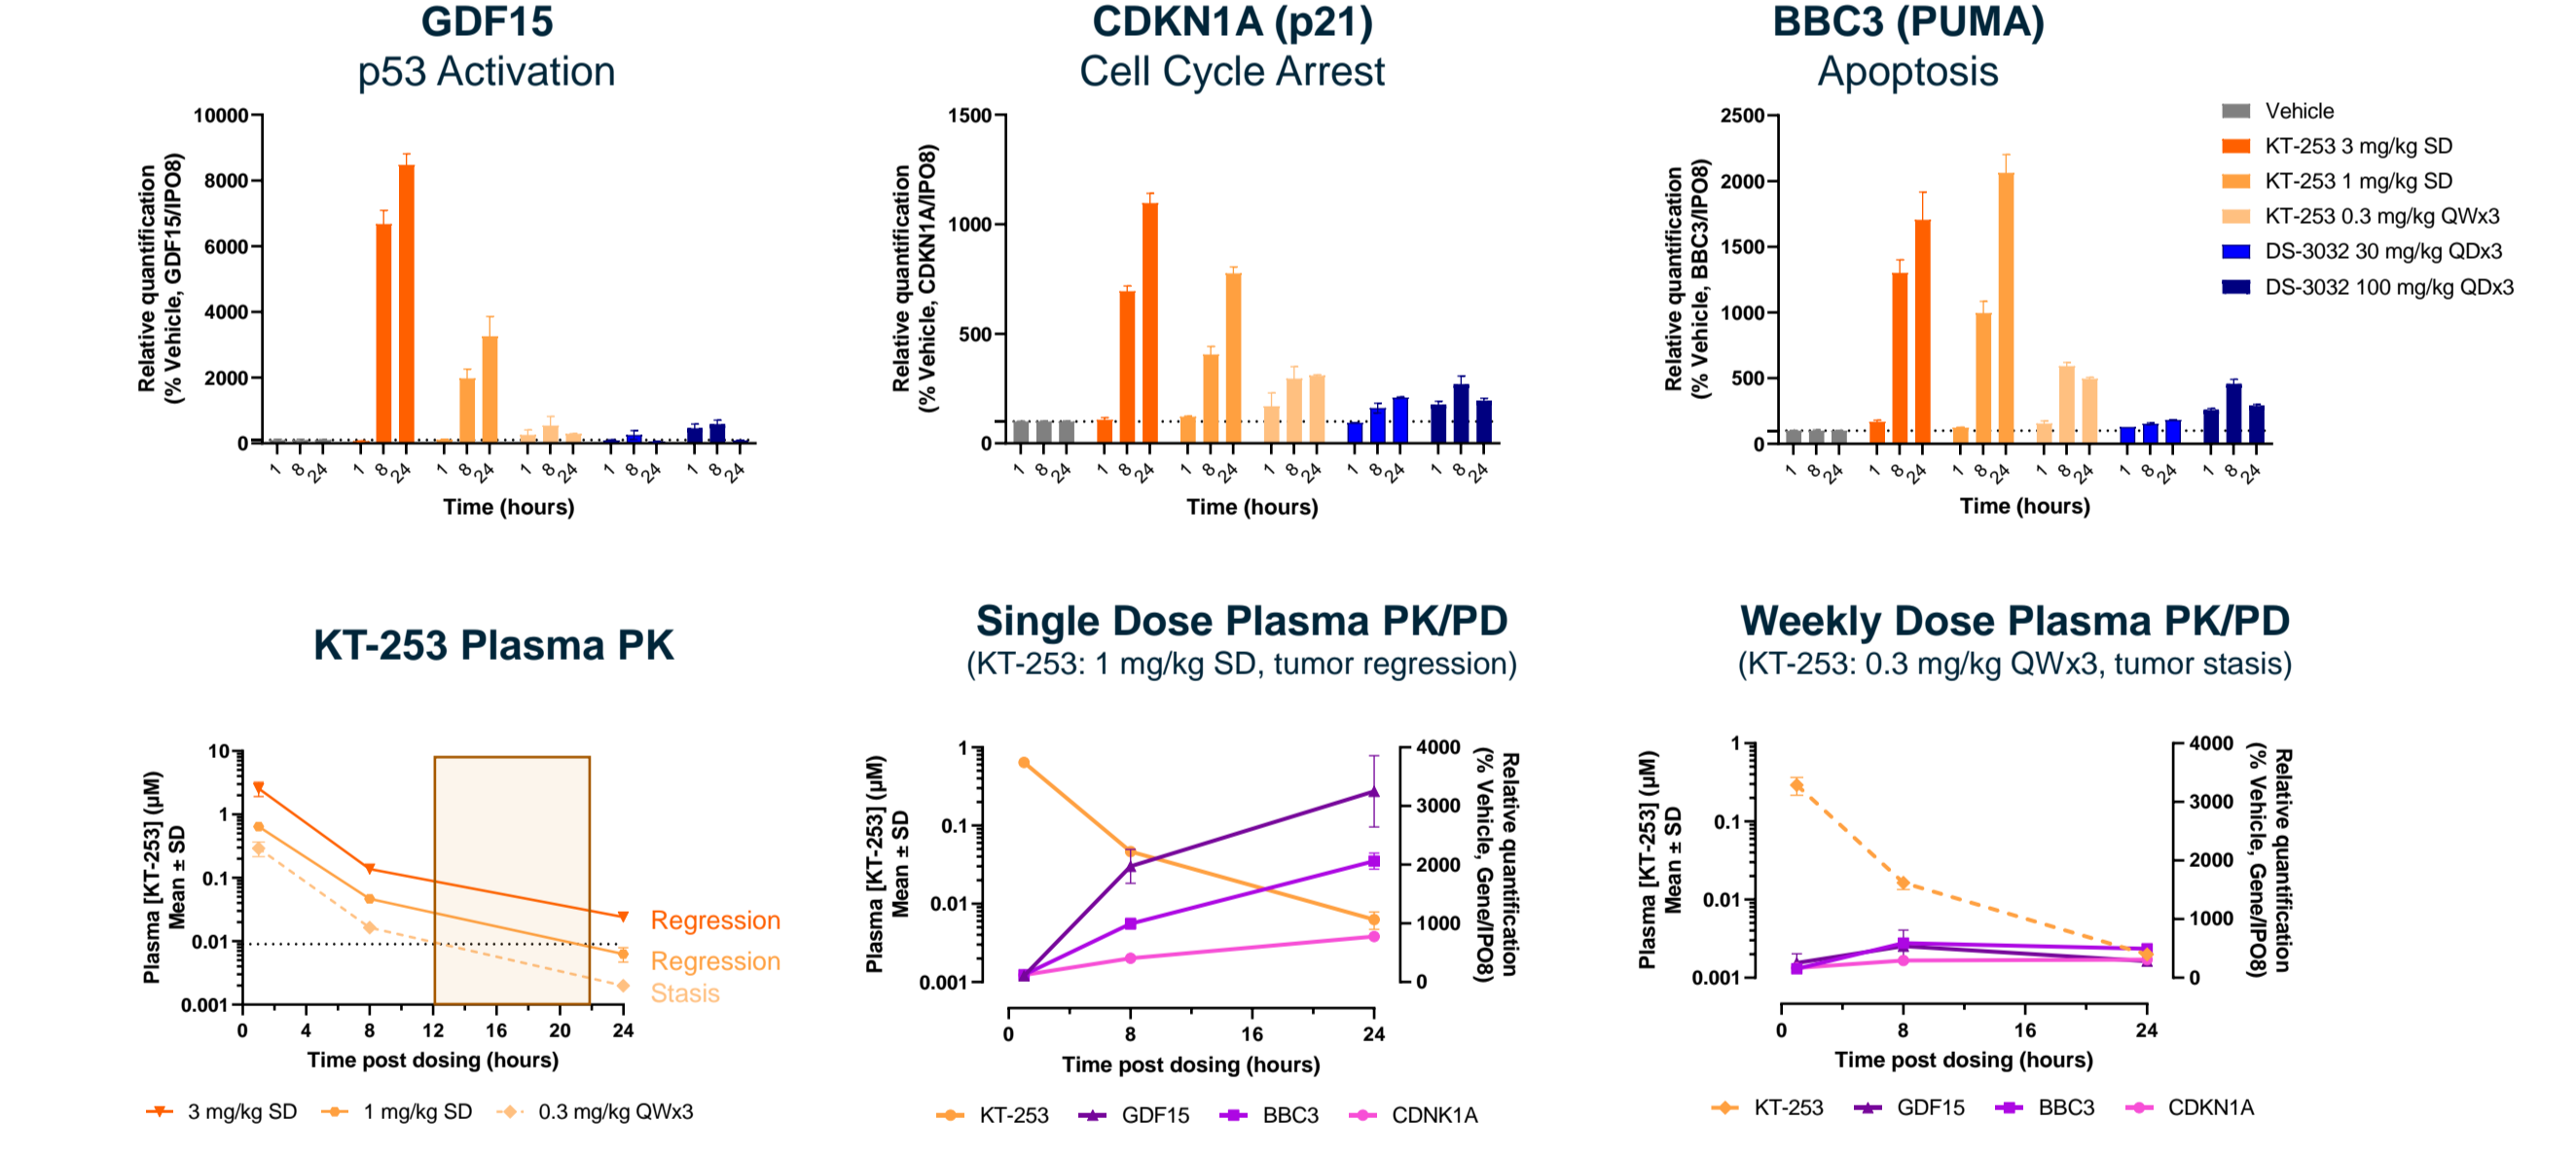 GDF15
p53 Activation
Relative quantification
(% Vehicle, GDF15/IPO8)
10000
8000
6000
4000
2000
0
1 8 24 1 8 24 1 8 24 1 8 24 1 8 24 1 8 24
Time (hours)
CDKN1A (p21)
Cell Cycle Arrest
Relative quantification
(% Vehicle, CDKN1A/IPO8)
1500
1000
500
0
1 8 24 1 8 24 1 8 24 1 8 24 1 8 24 1 8 24
Time (hours)
BBC3 (PUMA)
Apoptosis
Relative quantification
(% Vehicle, BBC3/IPO8)
2500
2000
1500
1000
500
0
1 8 24 1 8 24 1 8 24 1 8 24 1 8 24 1 8 24
Time (hours)
Vehicle
KT-253 3 mg/kg SD
KT-253 1 mg/kg SD
KT-253 0.3 mg/kg QWx3
DS-3032 30 mg/kg QDx3
DS-3032 100 mg/kg QDx3
KT-253 Plasma PK
Plasma [KT-253] (μM)
Mean ± SD
10
1
0.1
0.01
0.001
Regression
Regression
Stasis
0 4 8 12 16 20 24
Time post dosing (hours)
3 mg/kg SD 1 mg/kg SD 0.3 mg/kg QWx3
Single Dose Plasma PK/PD
(KT-253: 1 mg/kg SD, tumor regression)
Plasma [KT-253] (μM)
Mean ± SD
1
0.1
0.01
0.001
4000
3000
2000
1000
0
Relative quantification
(% Vehicle, Gene/IPO8)
0 8 16 24
Time post dosing (hours)
KT-253 GDF15 BBC3 CDNK1A
Weekly Dose Plasma PK/PD
(KT-253: 0.3 mg/kg QWx3, tumor stasis)
Plasma [KT-253] (μM)
Mean ± SD
1
0.1
0.01
0.001
4000
3000
2000
1000
0
Relative quantification
(% Vehicle, Gene/IPO8)
0 8 16 24
Time post dosing (hours)
KT-253 GDF15 BBC3 CDKN1A